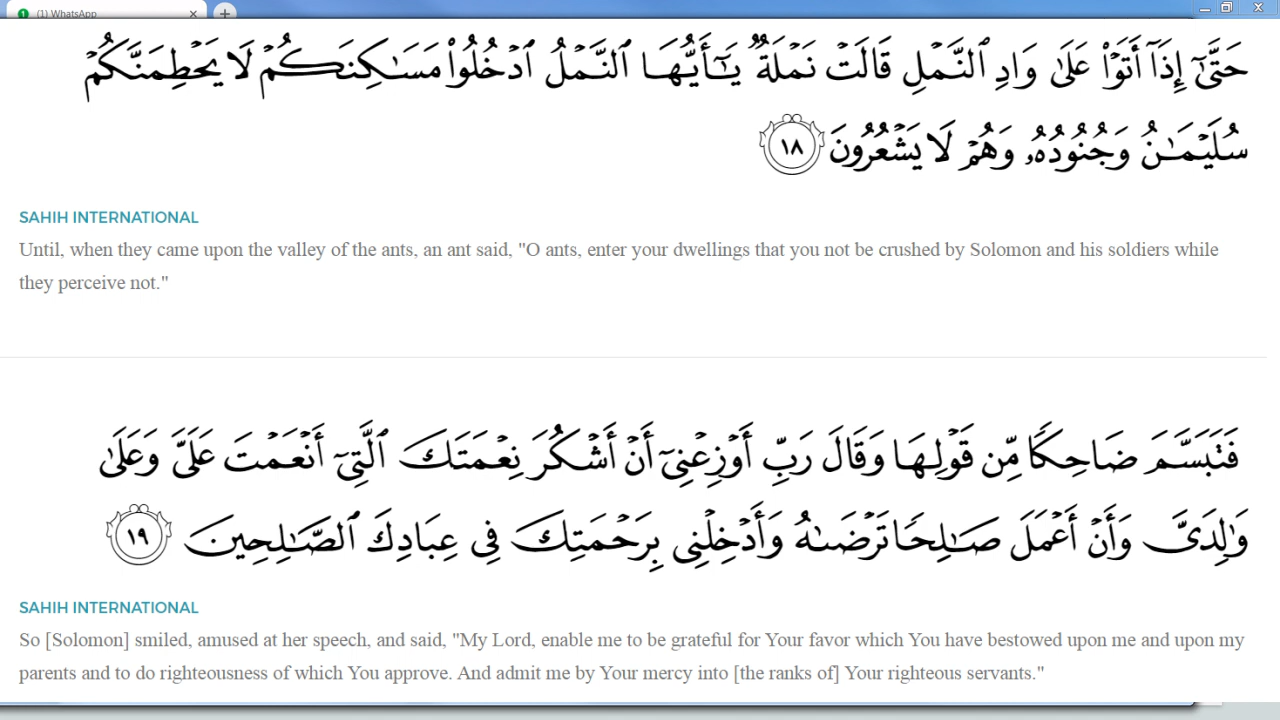 (1) WhatsApp
حَتَّىٰٓ إِذَآ أَتَوْا۟ عَلَىٰ وَادِ ٱلنَّمْلِ قَالَتْ نَمْلَةٌ يَـٰٓأَيُّهَا ٱلنَّمْلُ ٱدْخُلُوا۟ مَسَـٰكِنَكُمْ لَا يَحْطِمَنَّكُمْ
سُلَيْمَـٰنُ وَجُنُودُهُۥ وَهُمْ لَا يَشْعُرُونَ ١٨
SAHIH INTERNATIONAL
Until, when they came upon the valley of the ants, an ant said, "O ants, enter your dwellings that you not be crushed by Solomon and his soldiers while
they perceive not."
فَتَبَسَّمَ ضَاحِكًا مِّن قَوْلِهَا وَقَالَ رَبِّ أَوْزِعْنِىٓ أَنْ أَشْكُرَ نِعْمَتَكَ ٱلَّتِىٓ أَنْعَمْتَ عَلَىَّ وَعَلَىٰ
وَٰلِدَىَّ وَأَنْ أَعْمَلَ صَـٰلِحًا تَرْضَىٰهُ وَأَدْخِلْنِى بِرَحْمَتِكَ فِى عِبَادِكَ ٱلصَّـٰلِحِينَ ١٩
SAHIH INTERNATIONAL
So [Solomon] smiled, amused at her speech, and said, "My Lord, enable me to be grateful for Your favor which You have bestowed upon me and upon my
parents and to do righteousness of which You approve. And admit me by Your mercy into [the ranks of] Your righteous servants."